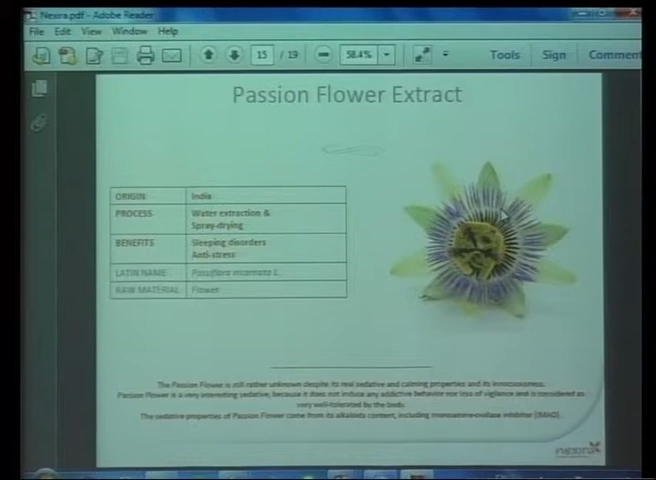 Nexira.pdf - Adobe Reader
File Edit View Window Help
15 / 19 58.4% Tools Sign Comment
Passion Flower Extract
ORIGIN India
PROCESS Water extraction &
Spray-drying
BENEFITS Sleeping disorders
Anti-stress
LATIN NAME Passiflora incarnata L.
RAW MATERIAL Flower
The Passion Flower is still rather unknown despite its real sedative and calming properties and its innocuousness.
Passion Flower is a very interesting sedative, because it does not induce any addictive behavior nor loss of vigilance and is considered as
very well-tolerated by the body.
The sedative properties of Passion Flower come from its alkaloids content, including monoamine-oxidase inhibitor (IMAO).
nexira